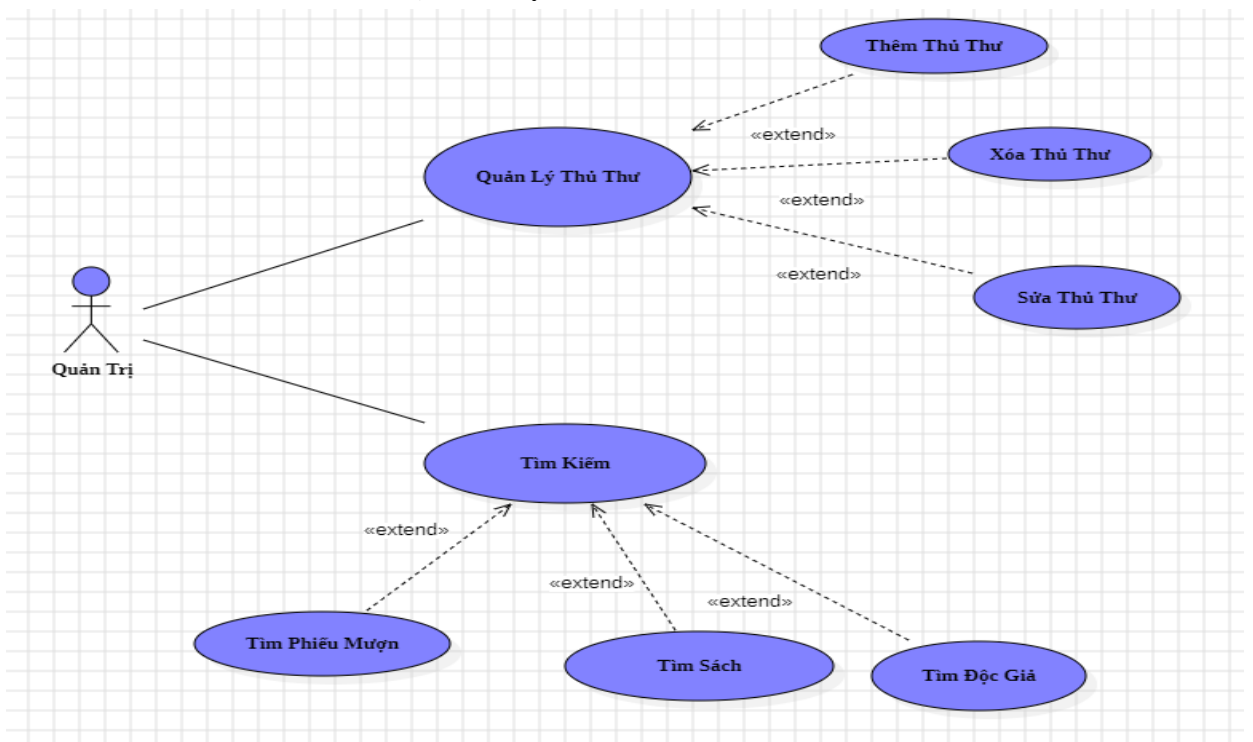 Thêm Thủ Thư
«extend»
Quản Lý Thủ Thư
Xóa Thủ Thư
«extend»
«extend»
Sửa Thủ Thư
Quản Trị
Tìm Kiếm
«extend»
«extend»
«extend»
Tìm Phiếu Mượn
Tìm Sách
Tìm Độc Giả